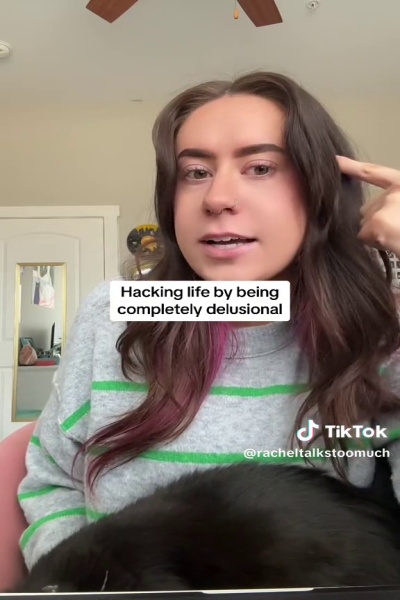 Hacking life by being
completely delusional
TikTok
@racheltalkstoomuch